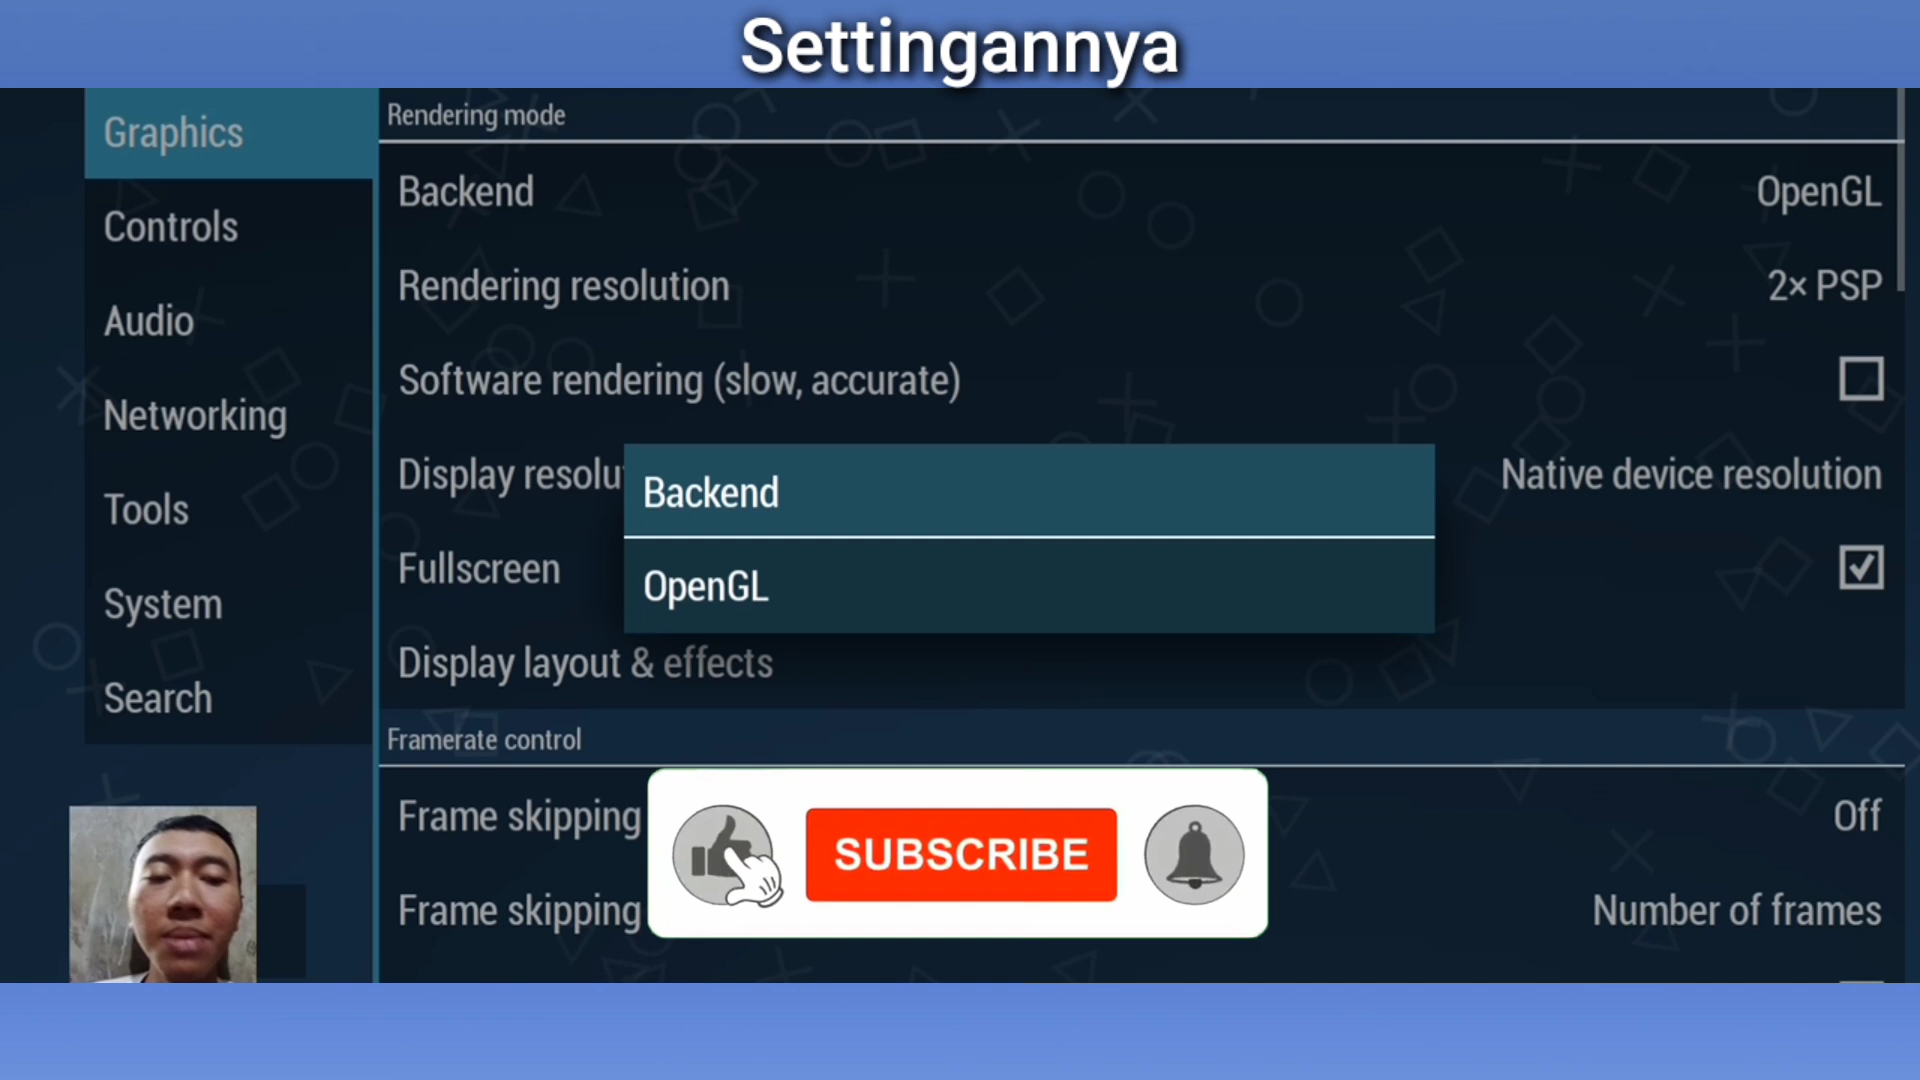 Settingannya
Graphics
Controls
Audio
Networking
Tools
System
Search
Rendering mode
Backend OpenGL
Rendering resolution 2× PSP
Software rendering (slow, accurate)
Display resolu Native device resolution
Backend
OpenGL
Fullscreen
Display layout & effects
Framerate control
Frame skipping Off
Frame skipping Number of frames
SUBSCRIBE